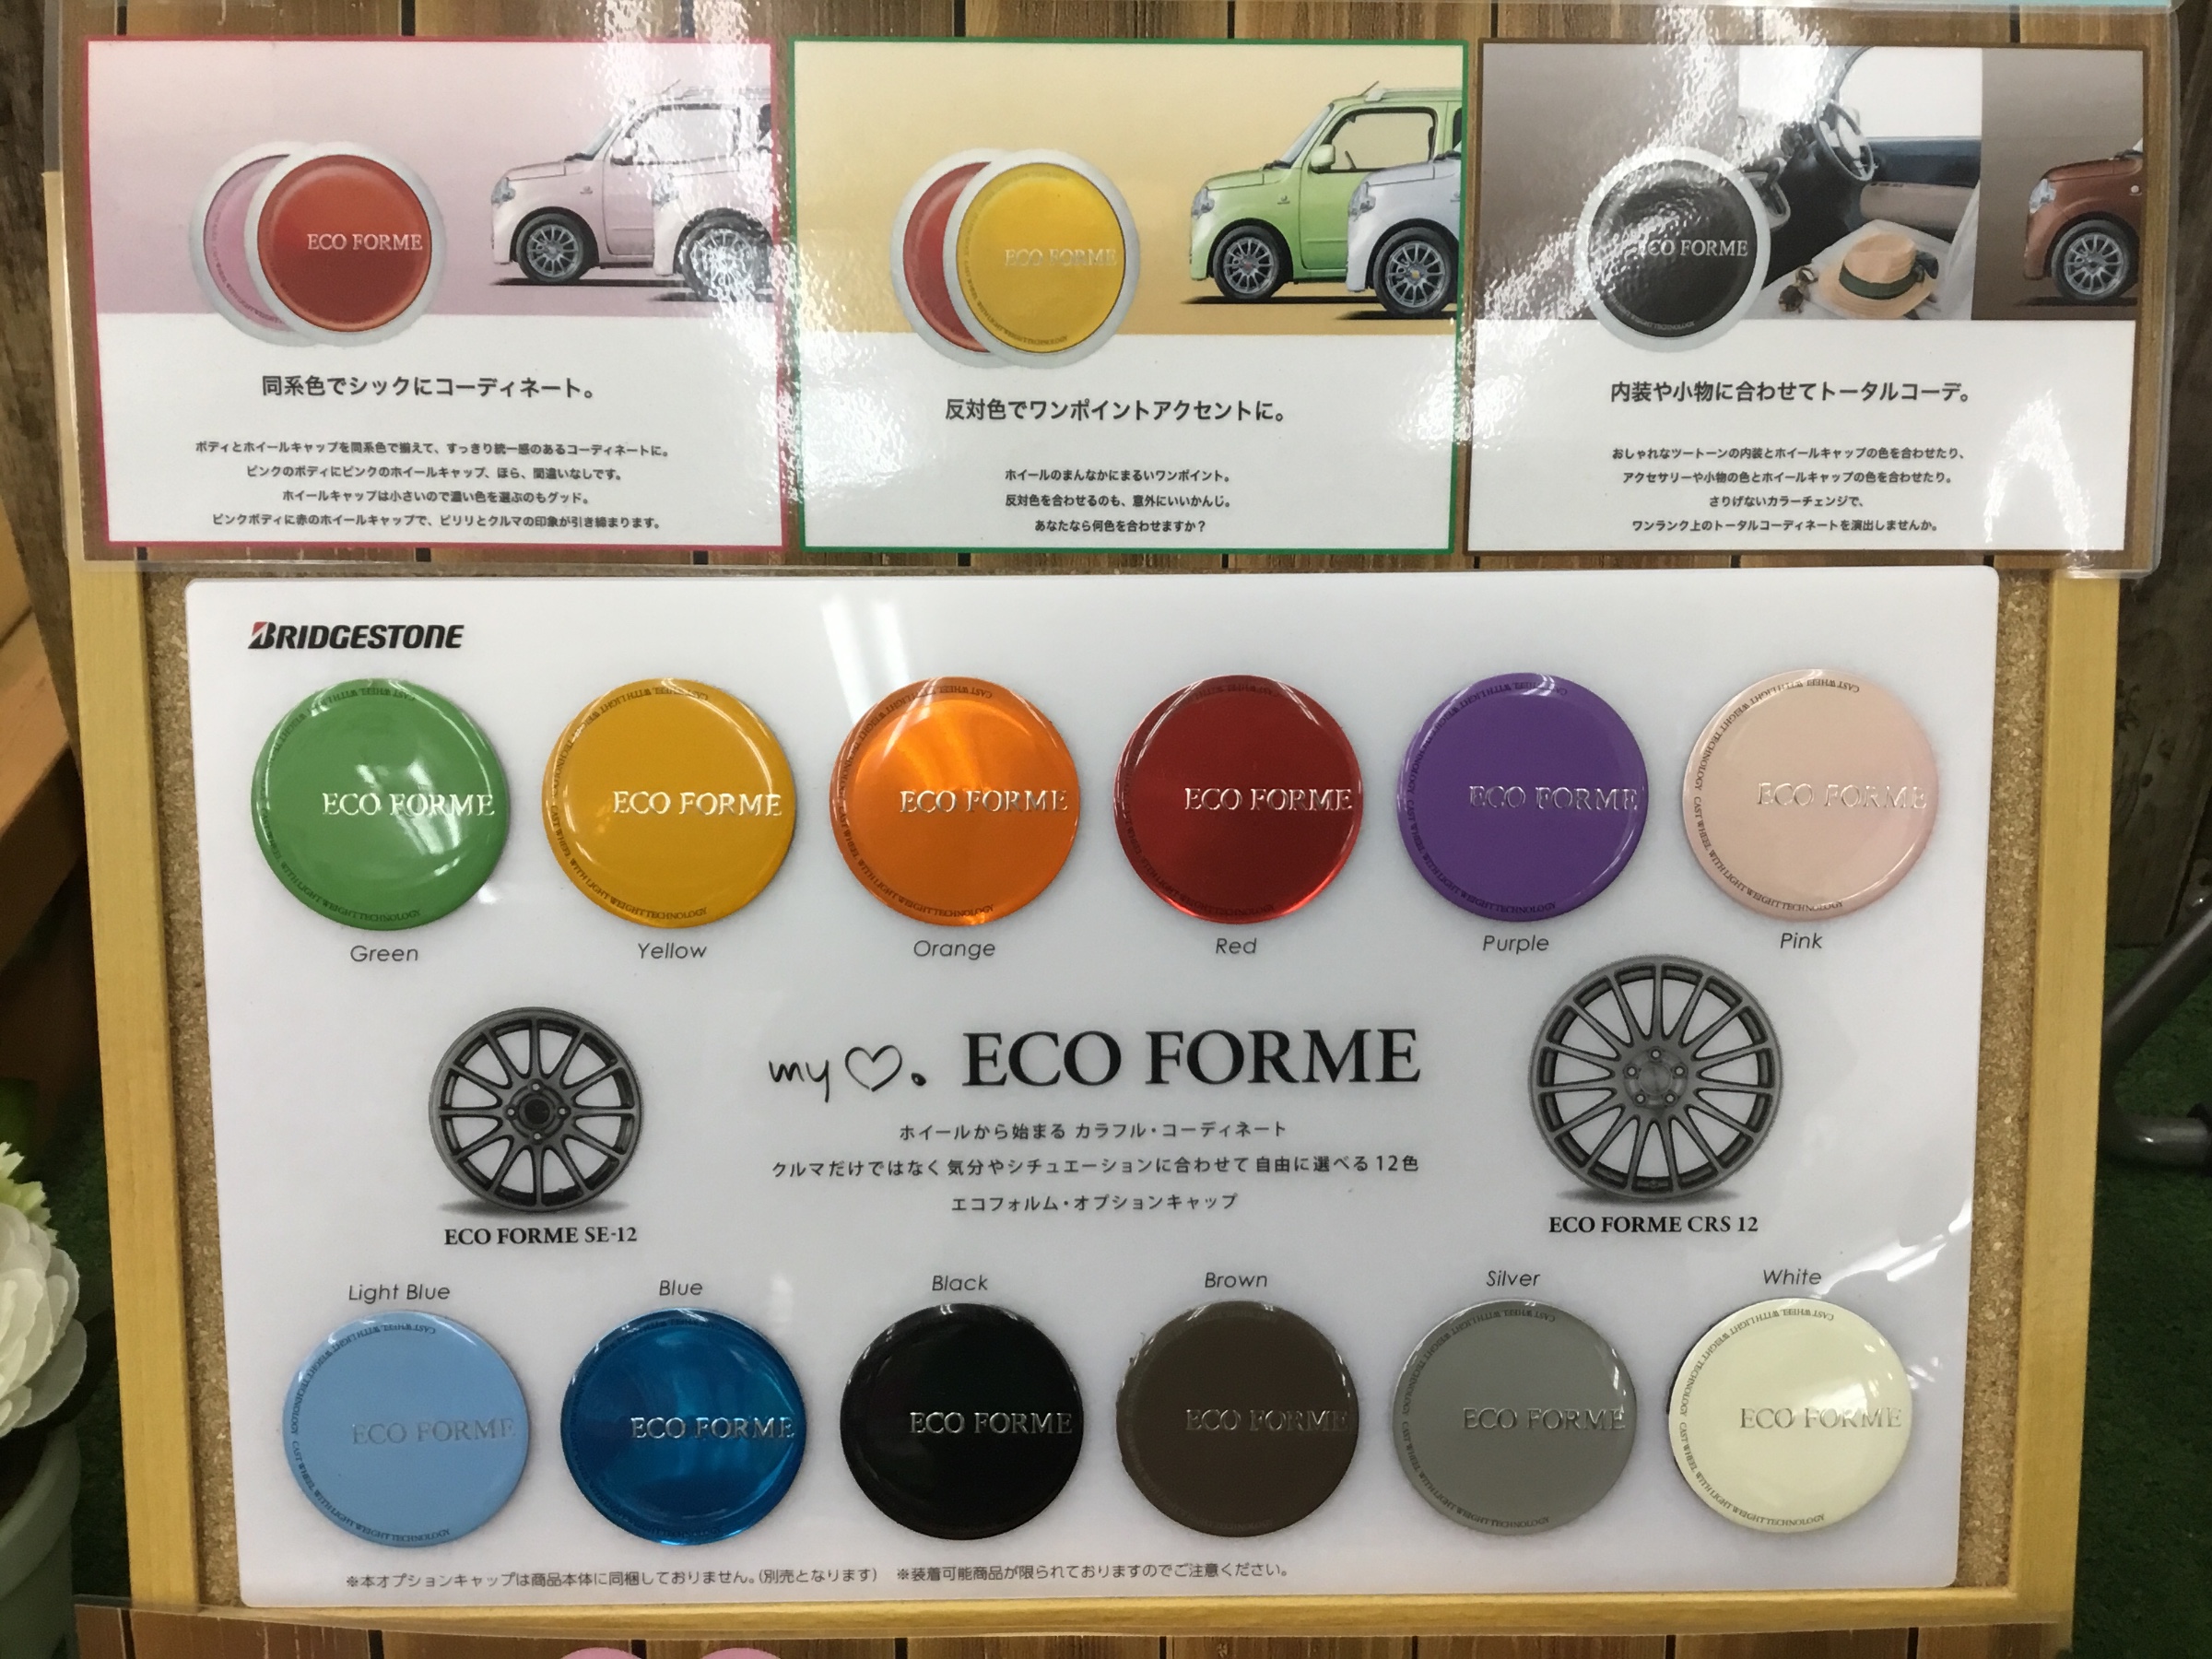 ECO FORME
同系色でシックにコーディネート。
ボディとホイールキャップを同系色で揃えて、すっきり統一感のあるコーディネートに。
ピンクのボディにピンクのホイールキャップ、ほら、間違いなしです。
ホイールキャップは小さいので濃い色を選ぶのもグッド。
ピンクボディに赤のホイールキャップで、ピリリとクルマの印象が引き締まります。
ECO FORME
反対色でワンポイントアクセントに。
ホイールのまんなかにまるいワンポイント。
反対色を合わせるのも、意外にいいかんじ。
あなたなら何色を合わせますか？
ECO FORME
内装や小物に合わせてトータルコーデ。
おしゃれなツートーンの内装とホイールキャップの色を合わせたり、
アクセサリーや小物の色とホイールキャップの色を合わせたり。
さりげないカラーチェンジで、
ワンランク上のトータルコーディネートを演出しませんか。
BRIDGESTONE
ECO FORME
ECO FORME
ECO FORME
ECO FORME
ECO FORME
ECO FORME
CAST WHEEL WITH LIGHT WEIGHT TECHNOLOGY
Green
Yellow
Orange
Red
Purple
Pink
my♡. ECO FORME
ホイールから始まる カラフル・コーディネート
クルマだけではなく 気分やシチュエーションに合わせて 自由に選べる 12色
エコフォルム・オプションキャップ
ECO FORME SE-12
ECO FORME CRS 12
Light Blue
Blue
Black
Brown
Silver
White
ECO FORME
ECO FORME
ECO FORME
ECO FORME
ECO FORME
ECO FORME
CAST WHEEL WITH LIGHT WEIGHT TECHNOLOGY
※本オプションキャップは商品本体に同梱しておりません。(別売となります) ※装着可能商品が限られておりますのでご注意ください。